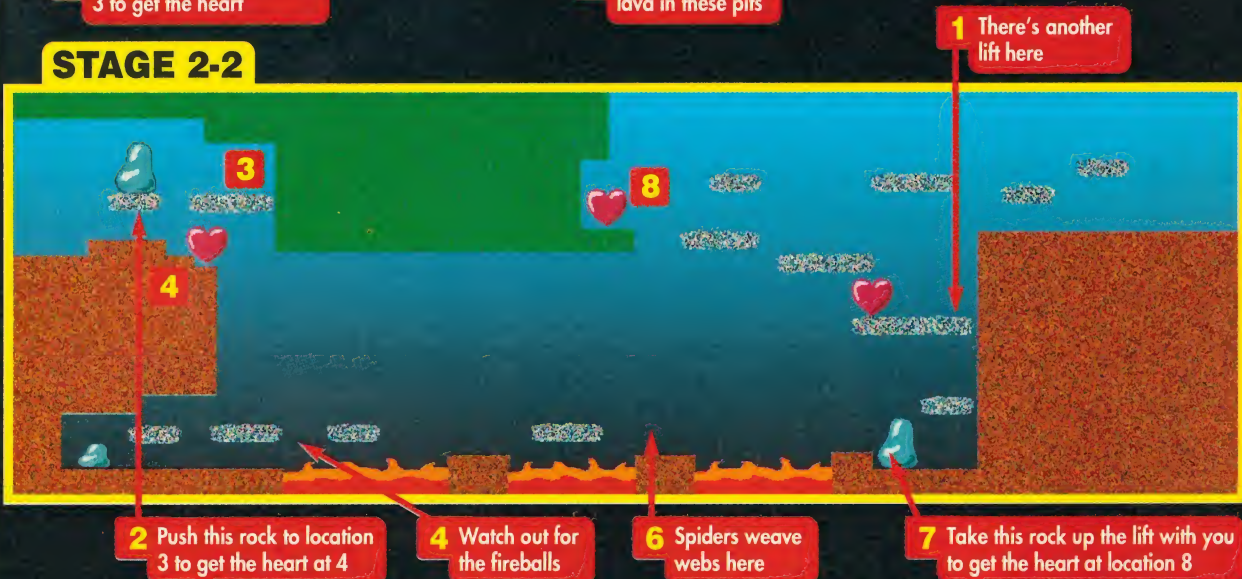 3 to get the heart
lava in these pits
1 There's another
lift here
STAGE 2-2
3
8
4
2 Push this rock to location
3 to get the heart at 4
4 Watch out for
the fireballs
6 Spiders weave
webs here
7 Take this rock up the lift with you
to get the heart at location 8